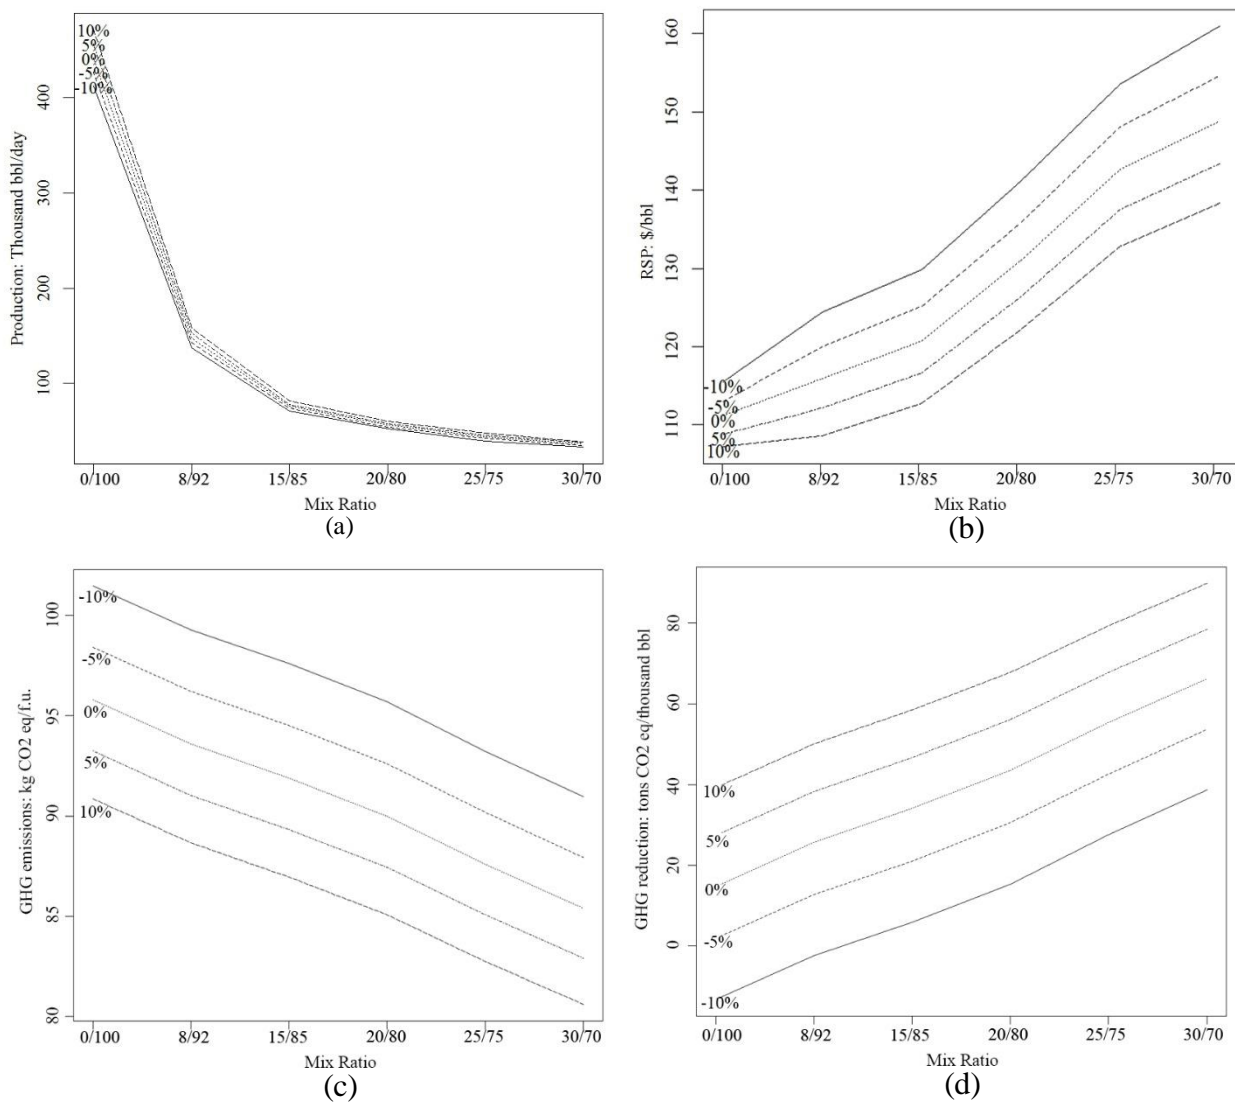 10%
5%
0%
-5%
-10%
400
300
200
100
Production: Thousand bbl/day
0/100 8/92 15/85 20/80 25/75 30/70
Mix Ratio
(a)
160
150
140
130
120
110
RSP: $/bbl
-10%
-5%
0%
5%
10%
0/100 8/92 15/85 20/80 25/75 30/70
Mix Ratio
(b)
100
95
90
85
80
GHG emissions: kg CO2 eq/f.u.
-10%
-5%
0%
5%
10%
0/100 8/92 15/85 20/80 25/75 30/70
Mix Ratio
(c)
80
60
40
20
0
GHG reduction: tons CO2 eq/thousand bbl
10%
5%
0%
-5%
-10%
0/100 8/92 15/85 20/80 25/75 30/70
Mix Ratio
(d)